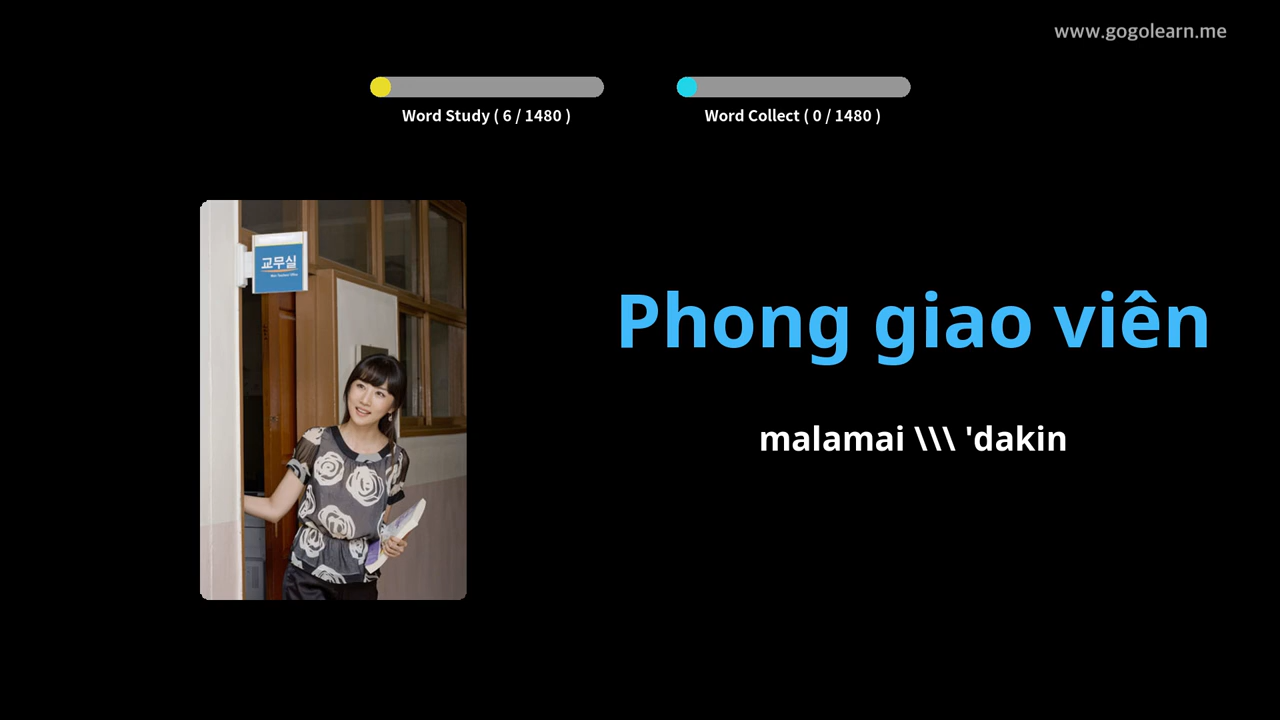 www.gogolearn.me
Word Study ( 6 / 1480 )
Word Collect ( 0 / 1480 )
교무실
Phong giao viên
malamai \\\ 'dakin